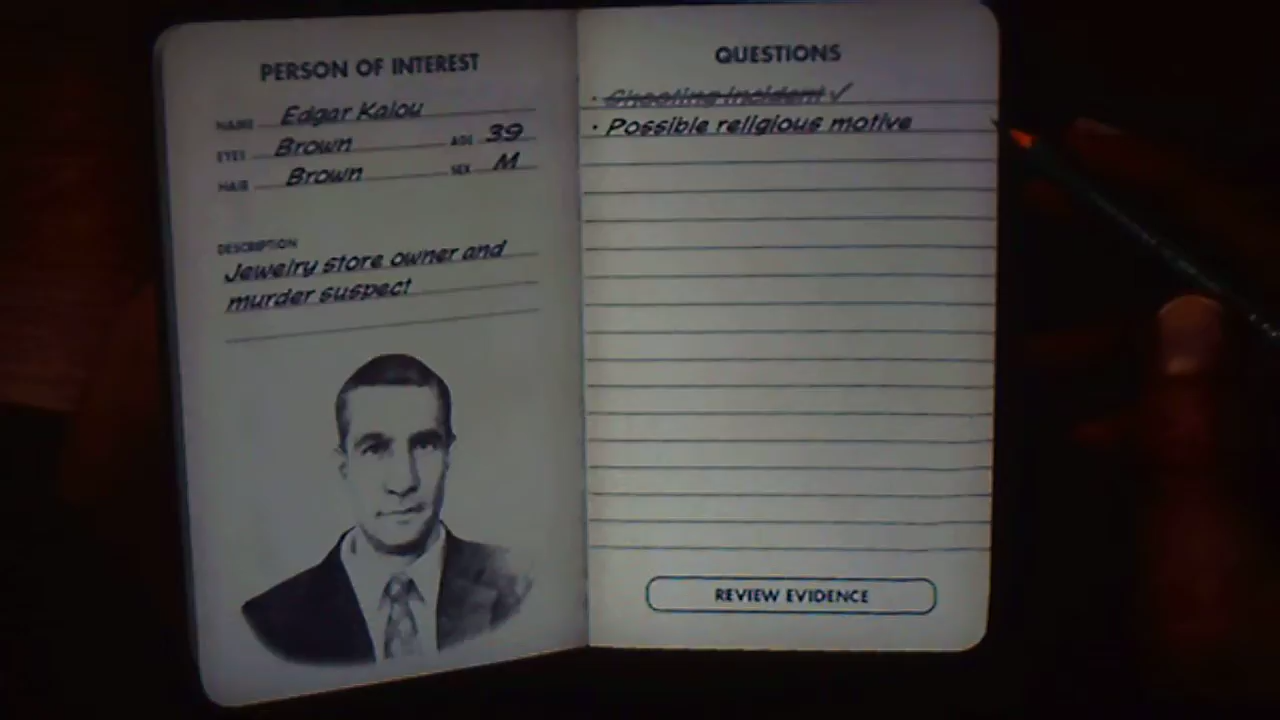 PERSON OF INTEREST
NAME Edgar Kalou
EYES Brown AGE 39
HAIR Brown SEX M
DESCRIPTION
Jewelry store owner and
murder suspect
QUESTIONS
· Shooting incident ✓
· Possible religious motive
REVIEW EVIDENCE